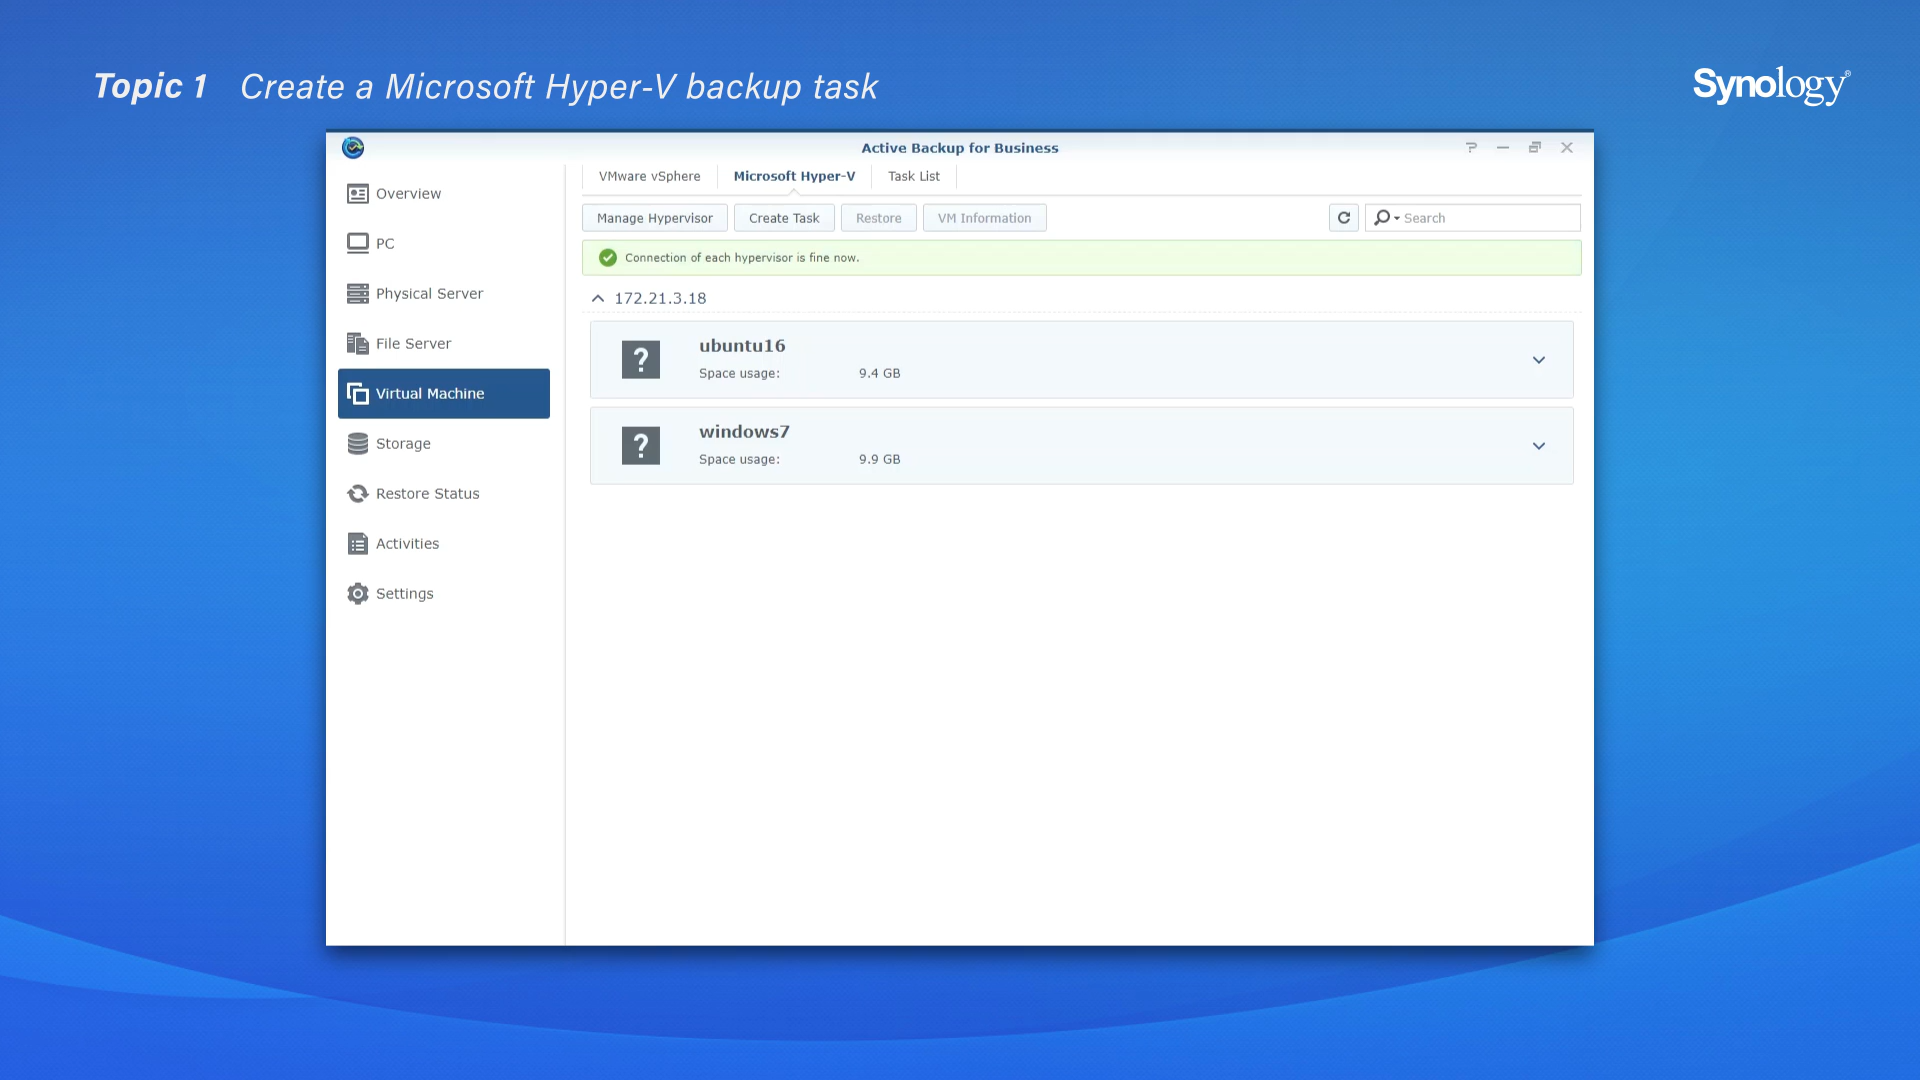 Topic 1 Create a Microsoft Hyper-V backup task
Synology®
Active Backup for Business
?
VMware vSphere Microsoft Hyper-V Task List
Manage Hypervisor Create Task Restore VM Information Search
Connection of each hypervisor is fine now.
172.21.3.18
? ubuntu16
Space usage: 9.4 GB
? windows7
Space usage: 9.9 GB
Overview
PC
Physical Server
File Server
Virtual Machine
Storage
Restore Status
Activities
Settings